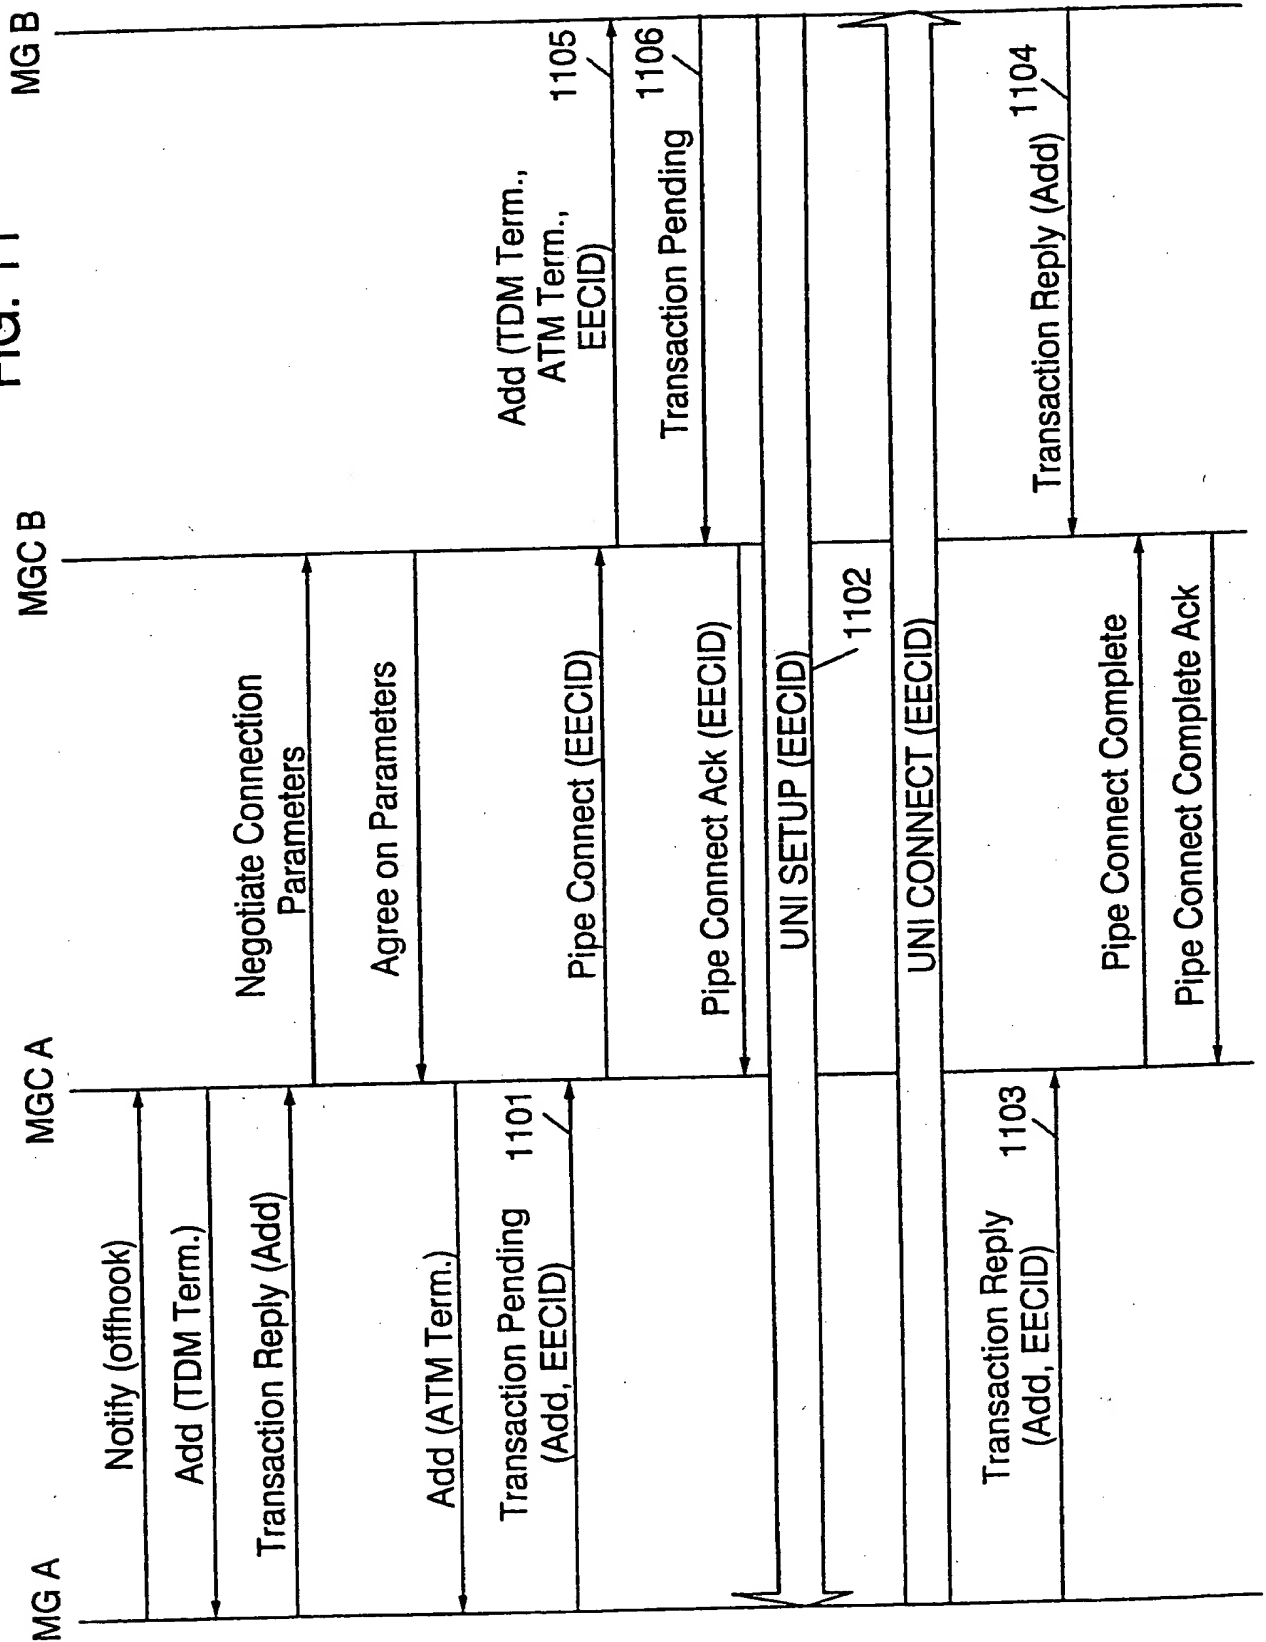 FIG. 11
MG A
MGC A
MGC B
MG B
Notify (offhook)
Add (TDM Term.)
Transaction Reply (Add)
Negotiate Connection
Parameters
Agree on Parameters
Add (ATM Term.)
Transaction Pending
(Add, EECID)
1101
Pipe Connect (EECID)
Add (TDM Term.,
ATM Term.,
EECID)
1105
Transaction Pending
1106
Pipe Connect Ack (EECID)
UNI SETUP (EECID)
1102
UNI CONNECT (EECID)
Transaction Reply
(Add, EECID)
1103
Transaction Reply (Add)
1104
Pipe Connect Complete
Pipe Connect Complete Ack